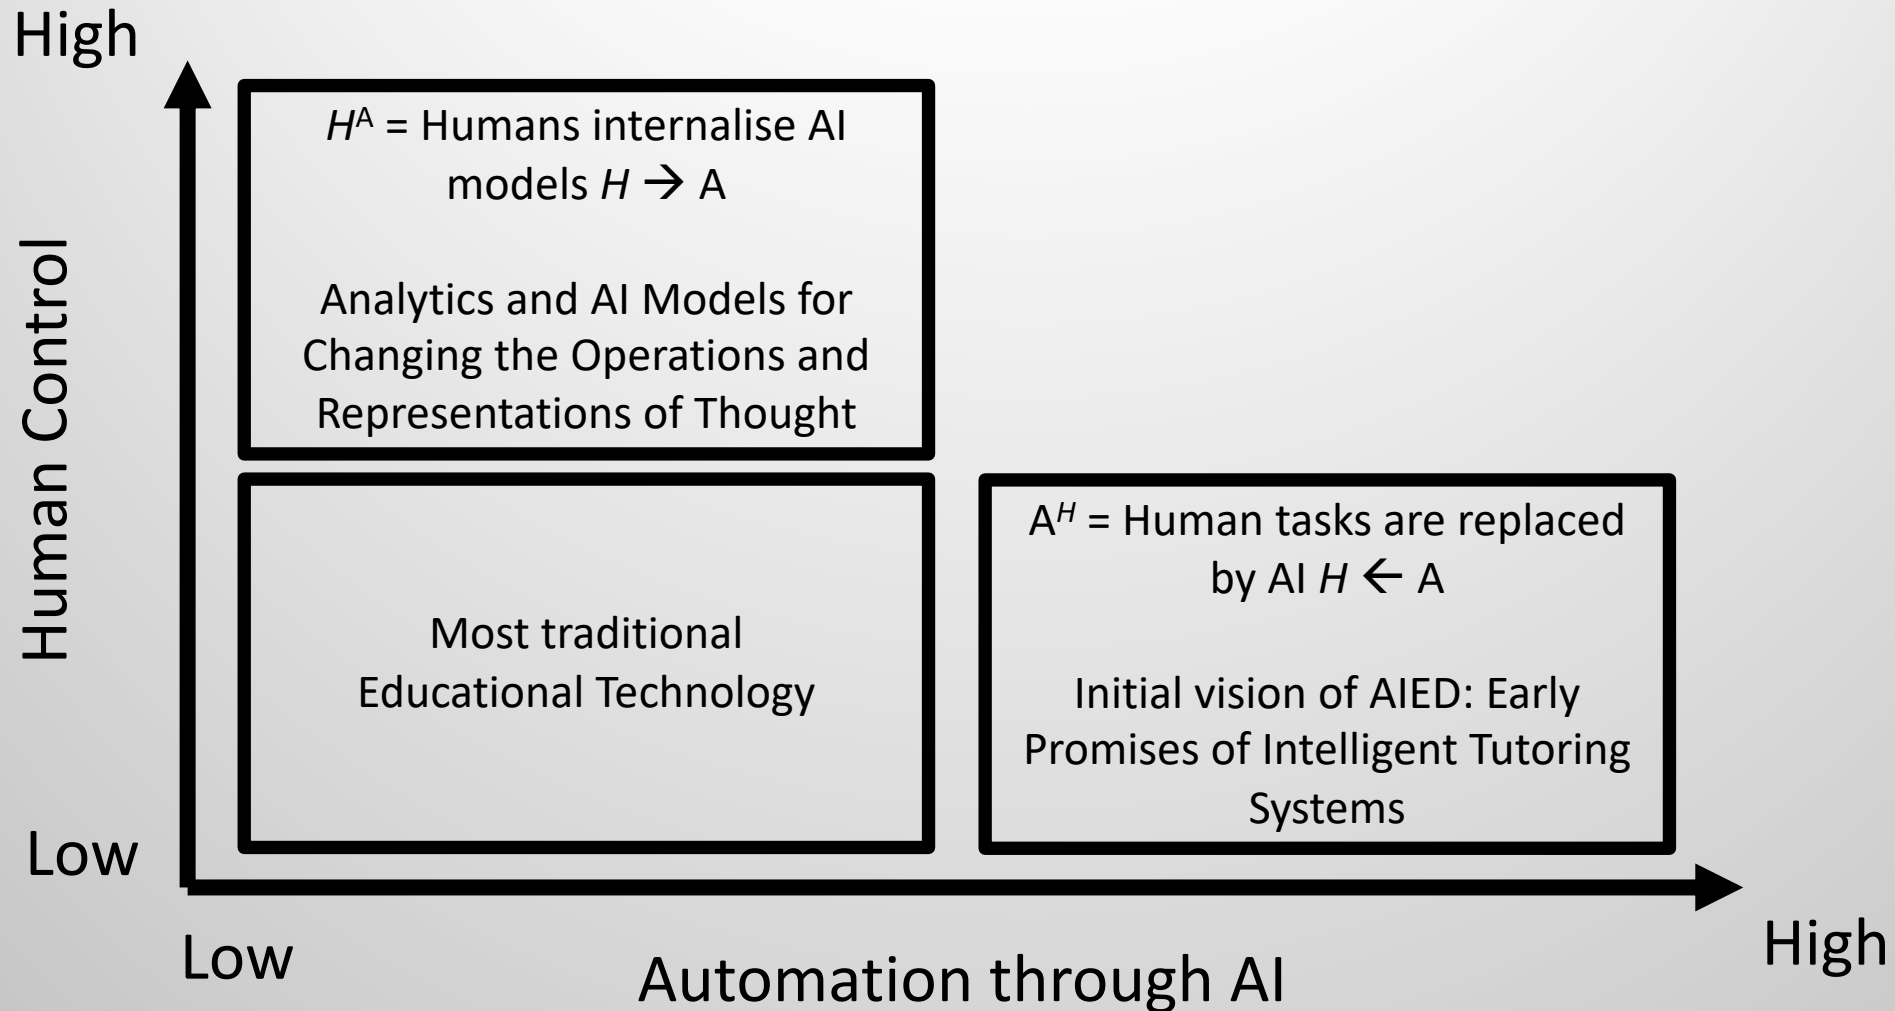 High
Hᴬ = Humans internalise AI
models H → A
Analytics and AI Models for
Changing the Operations and
Representations of Thought
Human Control
Most traditional
Educational Technology
Aᴴ = Human tasks are replaced
by AI H ← A
Initial vision of AIED: Early
Promises of Intelligent Tutoring
Systems
Low
Low
Automation through AI
High